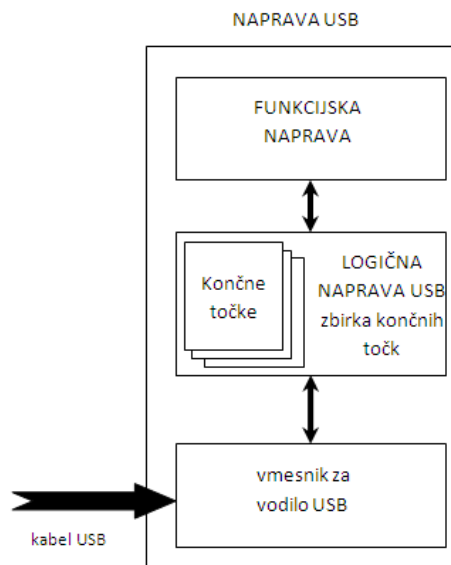 NAPRAVA USB
FUNKCIJSKA
NAPRAVA
Končne
točke
LOGIČNA
NAPRAVA USB
zbirka končnih
točk
vmesnik za
vodilo USB
kabel USB